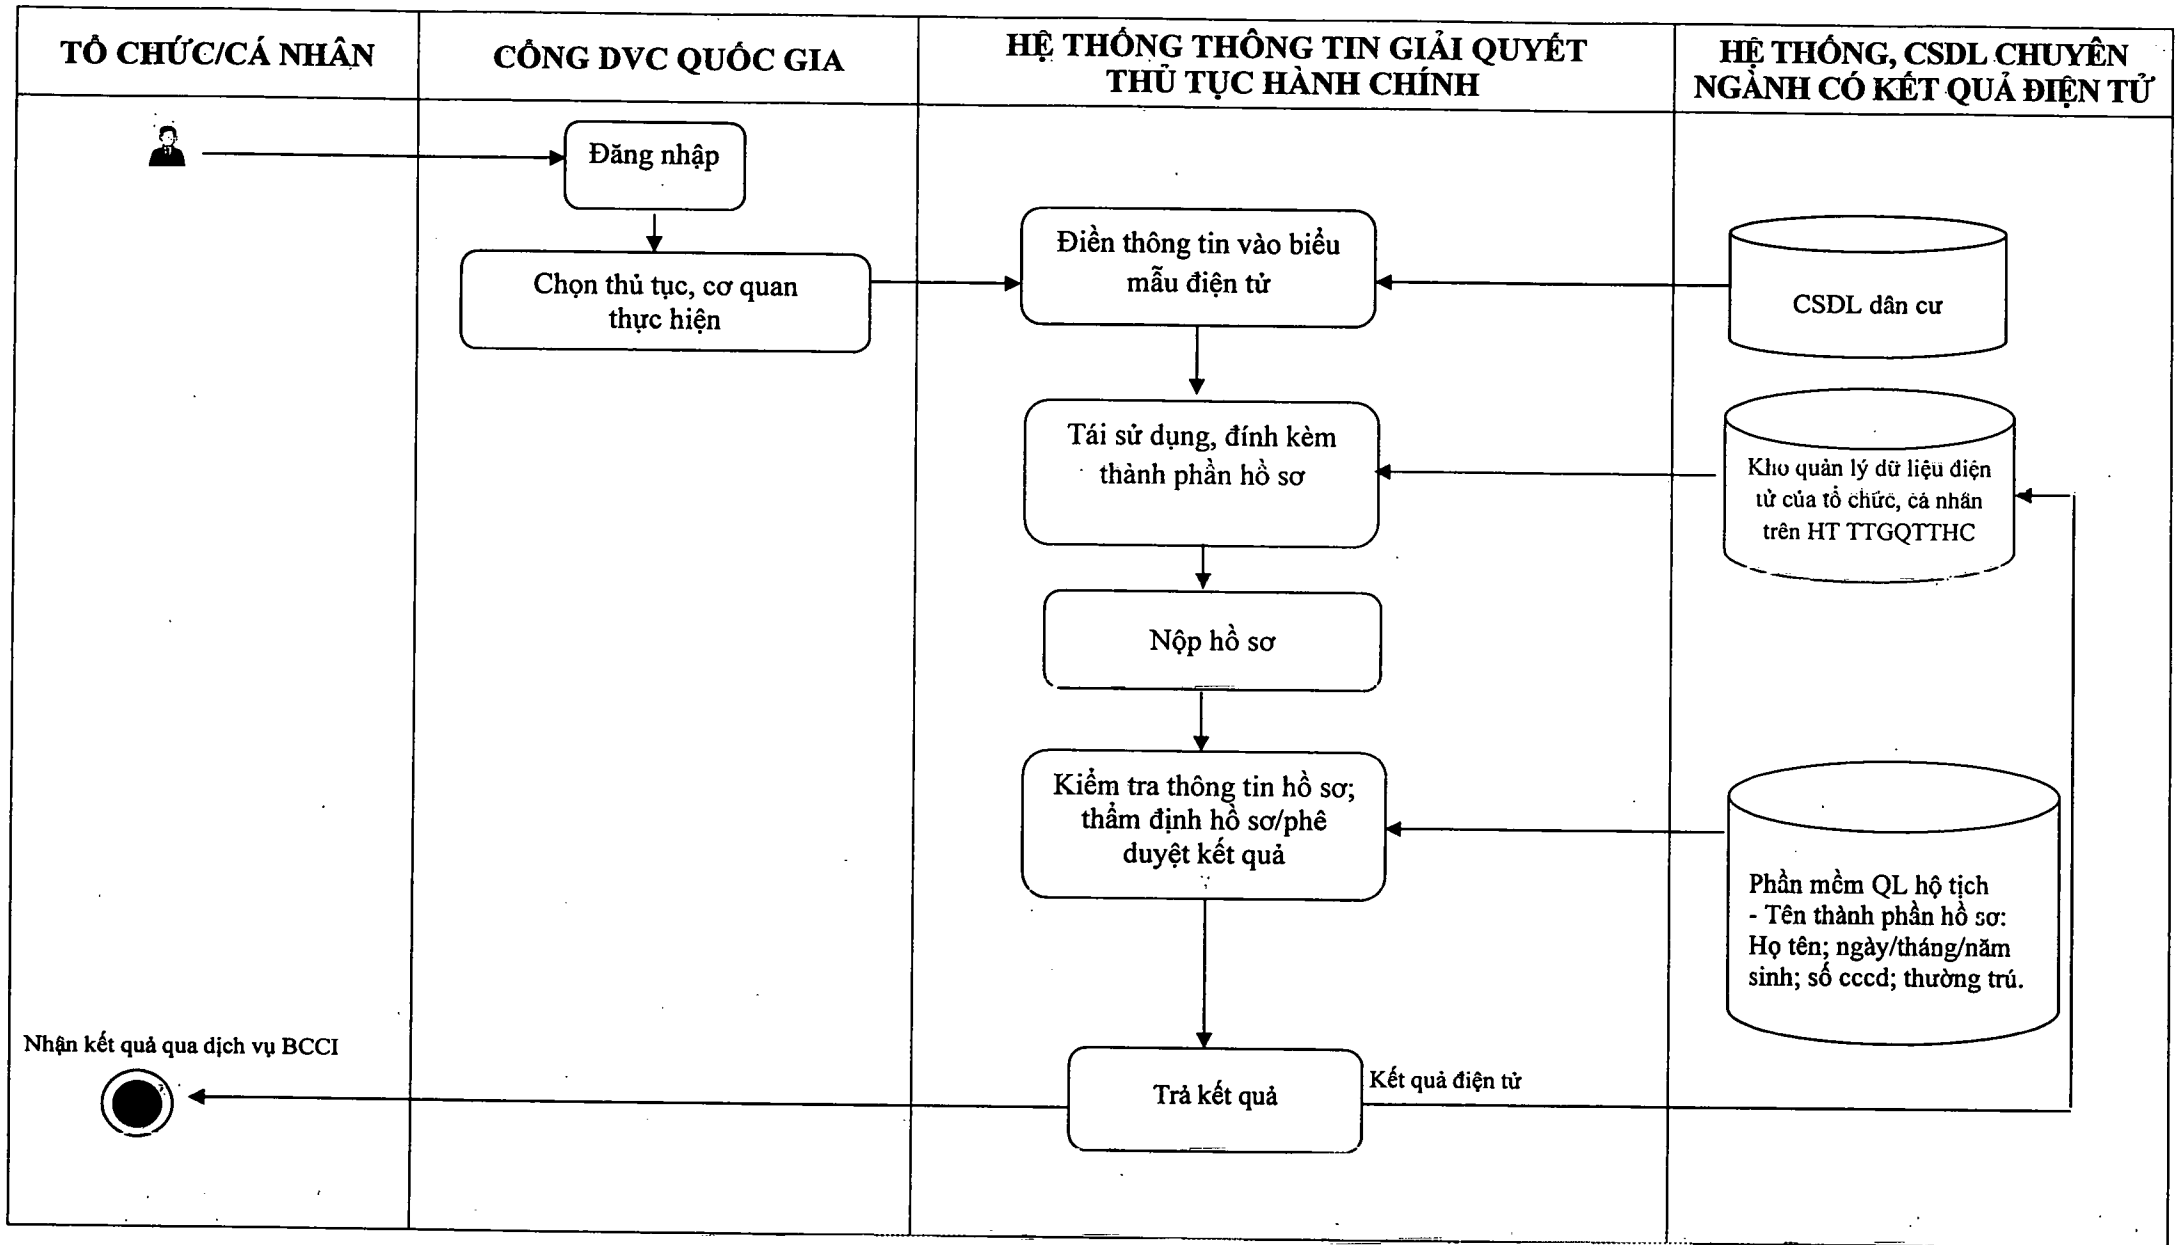 TỔ CHỨC/CÁ NHÂN
CỔNG DVC QUỐC GIA
HỆ THỐNG THÔNG TIN GIẢI QUYẾT
THỦ TỤC HÀNH CHÍNH
HỆ THỐNG, CSDL CHUYÊN
NGÀNH CÓ KẾT QUẢ ĐIỆN TỬ
Đăng nhập
Chọn thủ tục, cơ quan
thực hiện
Điền thông tin vào biểu
mẫu điện tử
CSDL dân cư
Tái sử dụng, đính kèm
thành phần hồ sơ
Kho quản lý dữ liệu điện
tử của tổ chức, cá nhân
trên HT TTGQTTHC
Nộp hồ sơ
Kiểm tra thông tin hồ sơ;
thẩm định hồ sơ/phê
duyệt kết quả
Phần mềm QL hộ tịch
- Tên thành phần hồ sơ:
Họ tên; ngày/tháng/năm
sinh; số cccd; thường trú.
Nhận kết quả qua dịch vụ BCCI
Trả kết quả
Kết quả điện tử